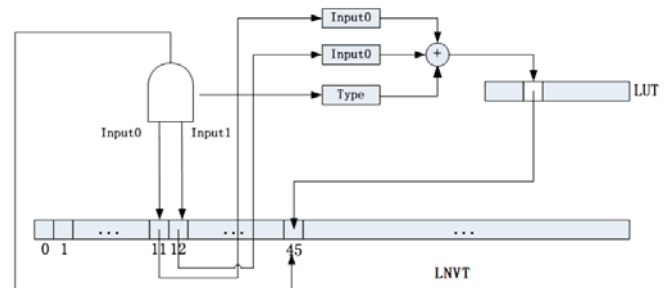 Input0
Input0
Type
+
LUT
Input0 Input1
... ... ...
0 1 11 12 45
LNVT